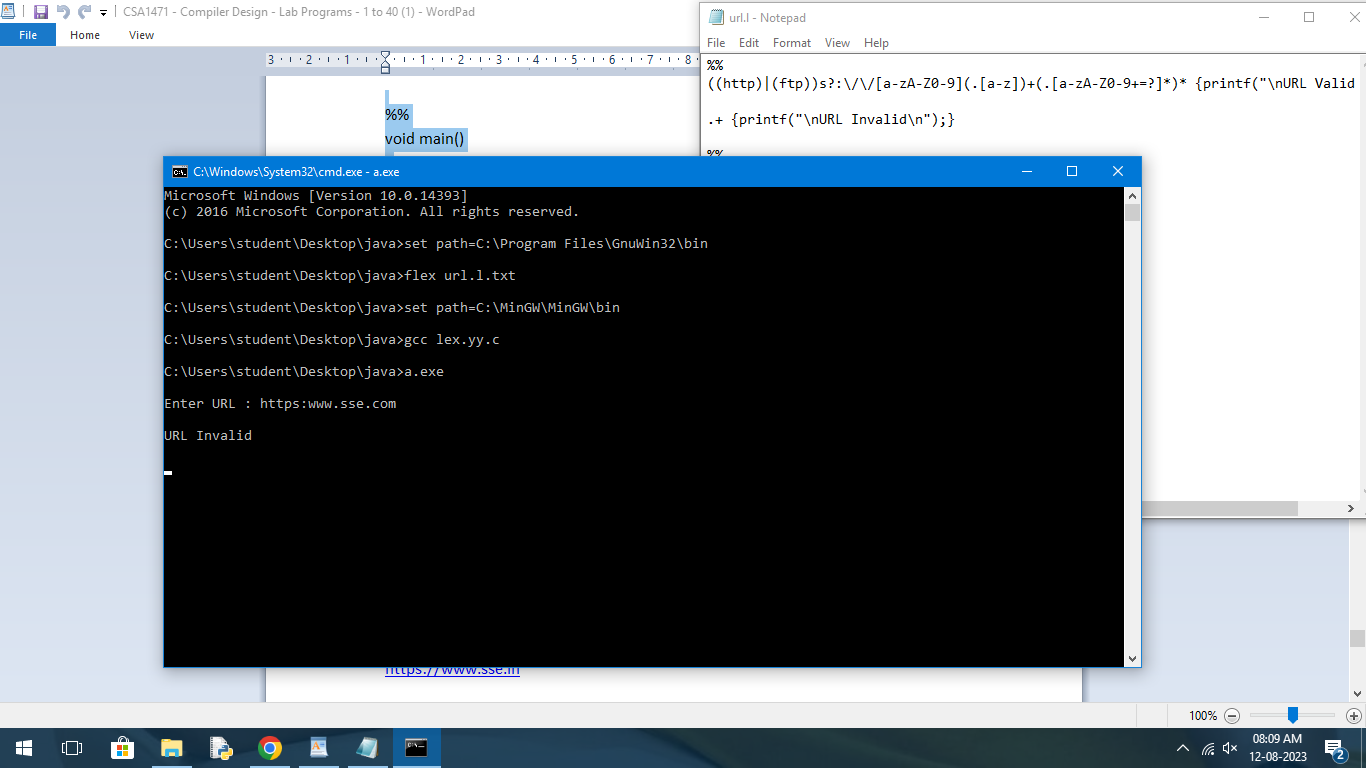 CSA1471 - Compiler Design - Lab Programs - 1 to 40 (1) - WordPad
File Home View
3 · 2 · 1 · 1 · 2 · 3 · 4 · 5 · 6 · 7 · 8
%%
void main()
url.l - Notepad
File Edit Format View Help
%%
((http)|(ftp))s?:\/\/[a-zA-Z0-9](.[a-z])+(.[a-zA-Z0-9+=?]*)* {printf("\nURL Valid
.+ {printf("\nURL Invalid\n");}
%%
C:\Windows\System32\cmd.exe - a.exe
Microsoft Windows [Version 10.0.14393]
(c) 2016 Microsoft Corporation. All rights reserved.
C:\Users\student\Desktop\java>set path=C:\Program Files\GnuWin32\bin
C:\Users\student\Desktop\java>flex url.l.txt
C:\Users\student\Desktop\java>set path=C:\MinGW\MinGW\bin
C:\Users\student\Desktop\java>gcc lex.yy.c
C:\Users\student\Desktop\java>a.exe
Enter URL : https:www.sse.com
URL Invalid
https://www.sse.in
100%
08:09 AM
12-08-2023
2